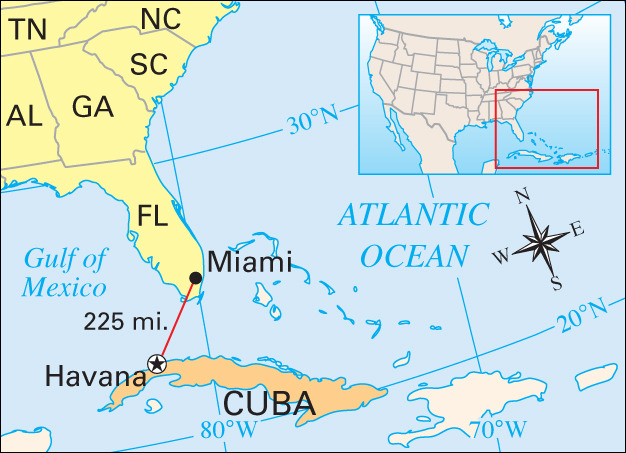 TN
NC
SC
AL
GA
30°N
FL
ATLANTIC
OCEAN
N
E
W
S
Gulf of
Mexico
Miami
225 mi.
20°N
Havana
CUBA
80°W
70°W